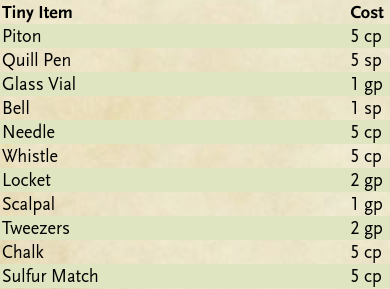 Tiny Item Cost
Piton 5 cp
Quill Pen 5 sp
Glass Vial 1 gp
Bell 1 sp
Needle 5 cp
Whistle 5 cp
Locket 2 gp
Scalpal 1 gp
Tweezers 2 gp
Chalk 5 cp
Sulfur Match 5 cp